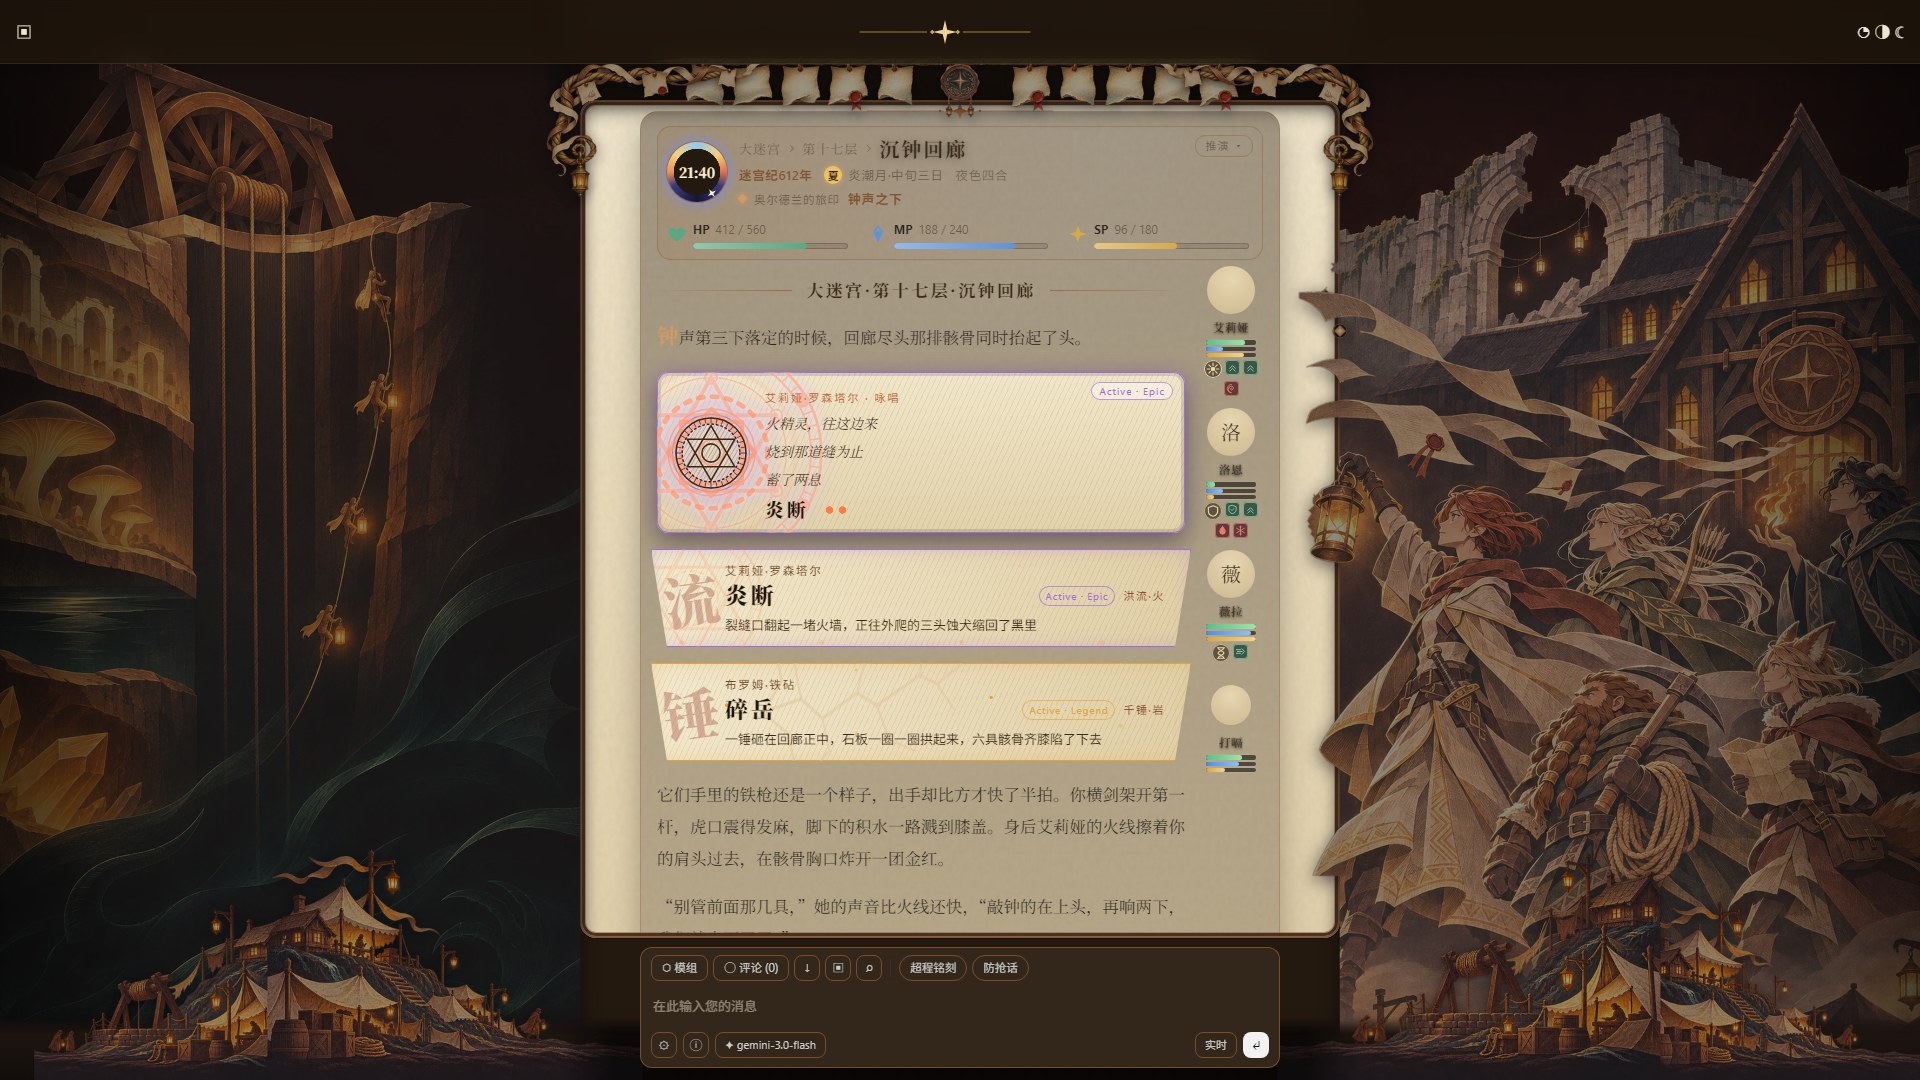 大迷宫 › 第十七层 › 沉钟回廊
推演
21:40
迷宫纪612年 夏 炎潮月·中旬三日 夜色四合
奥尔德兰的旅印 钟声之下
HP 412 / 560
MP 188 / 240
SP 96 / 180
大迷宫·第十七层·沉钟回廊
钟声第三下落定的时候，回廊尽头那排骸骨同时抬起了头。
艾莉娅·罗森塔尔 · 咏唱
Active · Epic
火精灵，往这边来
烧到那道缝为止
蓄了两息
炎断
流
艾莉娅·罗森塔尔
炎断
Active · Epic 洪流·火
裂缝口翻起一堵火墙，正往外爬的三头蚀犬缩回了黑里
锤
布罗姆·铁砧
碎岳
Active · Legend 千锤·岩
一锤砸在回廊正中，石板一圈一圈拱起来，六具骸骨齐膝陷了下去
它们手里的铁枪还是一个样子，出手却比方才快了半拍。你横剑架开第一
杆，虎口震得发麻，脚下的积水一路溅到膝盖。身后艾莉娅的火线擦着你
的肩头过去，在骸骨胸口炸开一团金红。
“别管前面那几具，”她的声音比火线还快，“敲钟的在上头，再响两下，
艾莉娅
洛
洛恩
薇
薇拉
打嗝
模组
评论 (0)
超程铭刻
防抢话
在此输入您的消息
gemini-3.0-flash
实时